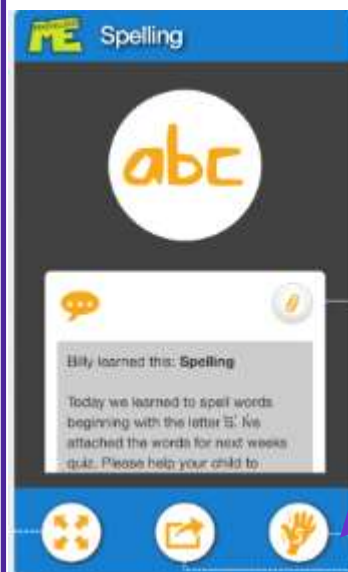 ME Spelling
abc
Billy learned this: Spelling
Today we learned to spell words
beginning with the letter 'S'. Ive
attached the words for next weeks
quiz. Please help your child to